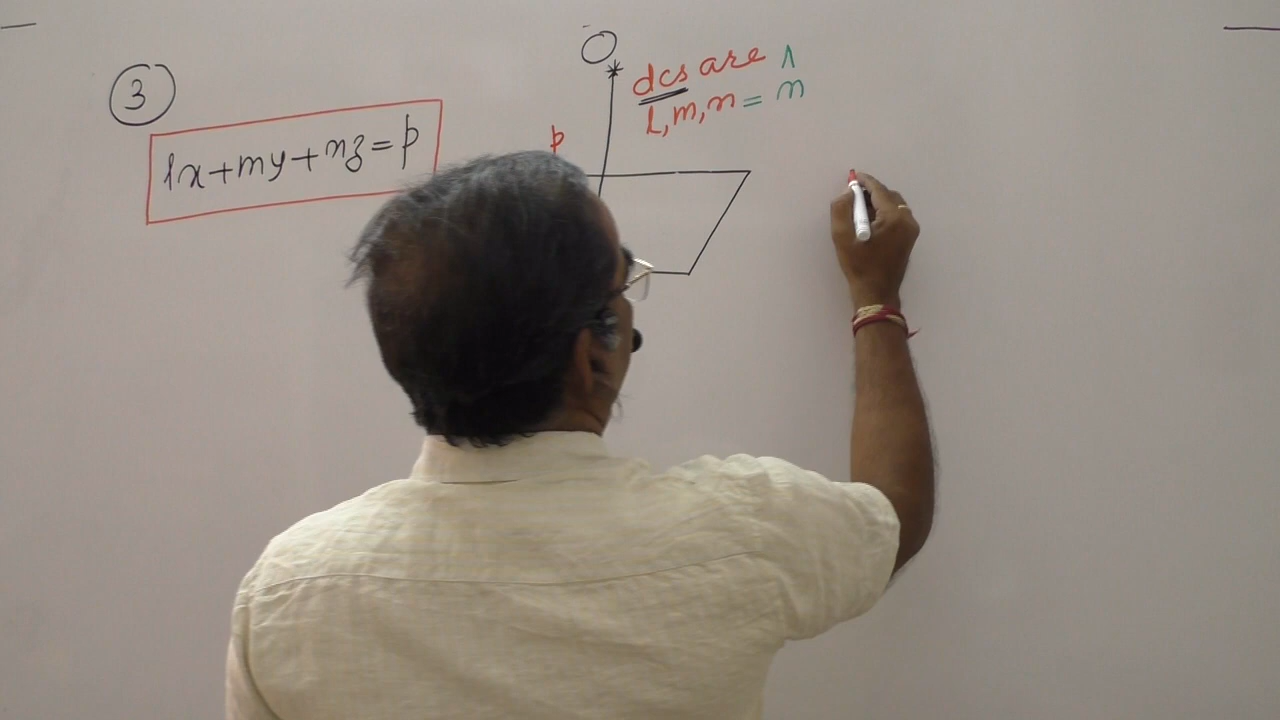 3
lx+my+nz=p
O
dcs are ^
l,m,n = n
p